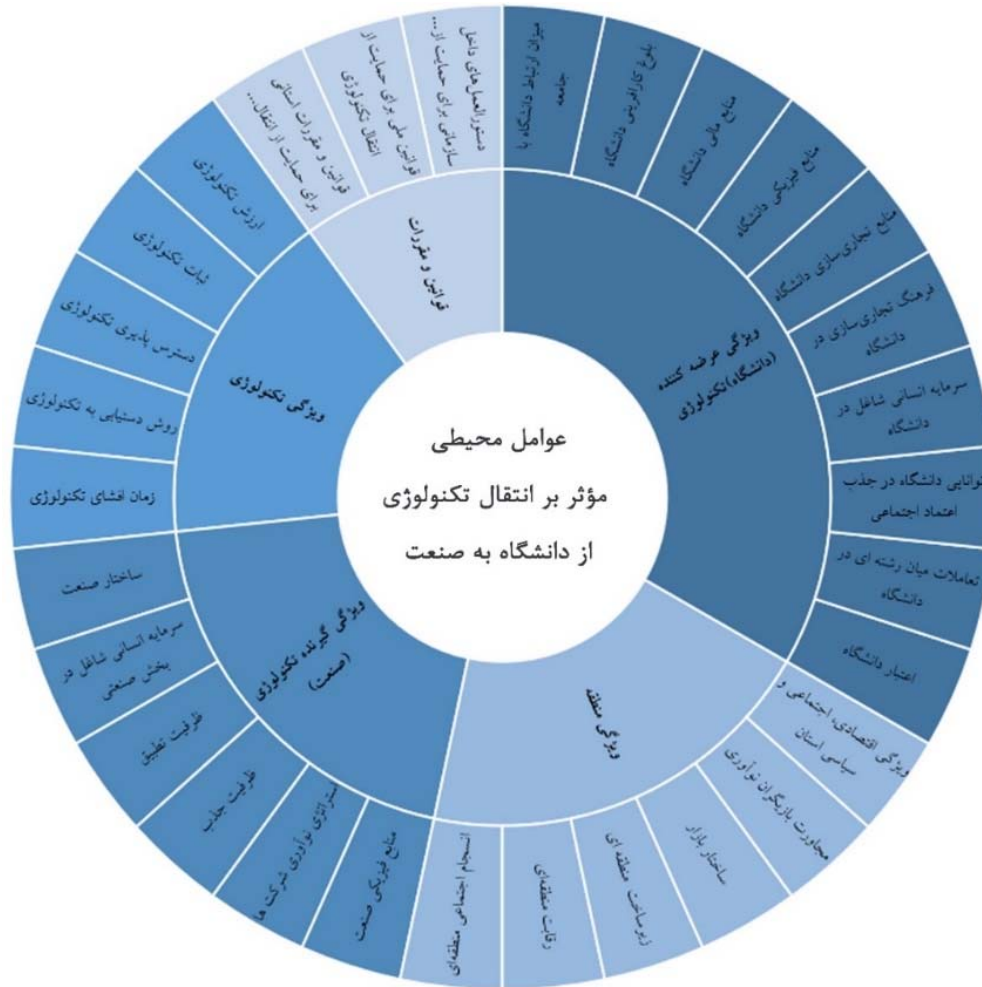 عوامل محیطی
مؤثر بر انتقال تکنولوژی
از دانشگاه به صنعت
ویژگی عرضه کننده
(دانشگاه)تکنولوژی
میزان ارتباط دانشگاه با
جامعه
بلوغ کارآفرینی دانشگاه
منابع مالی دانشگاه
منابع فیزیکی دانشگاه
منابع تجاری‌سازی دانشگاه
فرهنگ تجاری‌سازی در
دانشگاه
سرمایه انسانی شاغل در
دانشگاه
توانایی دانشگاه در جذب
اعتماد اجتماعی
تعاملات میان رشته ای در
دانشگاه
اعتبار دانشگاه
ویژگی منطقه
ویژگی اقتصادی، اجتماعی و
سیاسی استان
مجاورت بازیگران نوآوری
ساختار بازار
زیرساخت منطقه ای
رقابت منطقه‌ای
انسجام اجتماعی منطقه‌ای
ویژگی گیرنده تکنولوژی
(صنعت)
منابع فیزیکی صنعت
استراتژی نوآوری شرکت ها
ظرفیت جذب
ظرفیت تطبیق
سرمایه انسانی شاغل در
بخش صنعتی
ساختار صنعت
ویژگی تکنولوژی
زمان افشای تکنولوژی
روش دستیابی به تکنولوژی
دسترس پذیری تکنولوژی
ثبات تکنولوژی
ارزش تکنولوژی
قوانین و مقررات
قوانین و مقررات استانی
برای حمایت از انتقال...
قوانین ملی برای حمایت از
انتقال تکنولوژی
دستورالعمل‌های داخل
سازمانی برای حمایت از...